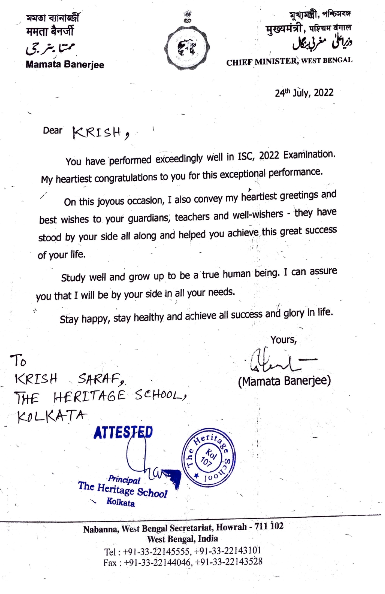 মমতা ব্যানার্জী
ममता बैनर्जी
ممتا بنرجی
Mamata Banerjee
मुख्यमंत्री, पश्चिम बंगाल
CHIEF MINISTER, WEST BENGAL
24th July, 2022
Dear KRISH,
You have performed exceedingly well in ISC, 2022 Examination.
My heartiest congratulations to you for this exceptional performance.
On this joyous occasion, I also convey my heartiest greetings and
best wishes to your guardians, teachers and well-wishers - they have
stood by your side all along and helped you achieve this great success
of your life.
Study well and grow up to be a true human being. I can assure
you that I will be by your side in all your needs.
Stay happy, stay healthy and achieve all success and glory in life.
Yours,
(Mamata Banerjee)
To
KRISH SARAF,
THE HERITAGE SCHOOL,
KOLKATA
ATTESTED
Principal
The Heritage School
Kolkata
The Heritage School
Kol
107
Nabanna, West Bengal Secretariat, Howrah - 711 102
West Bengal, India
Tel : +91-33-22145555, +91-33-22143101
Fax : +91-33-22144046, +91-33-22143528